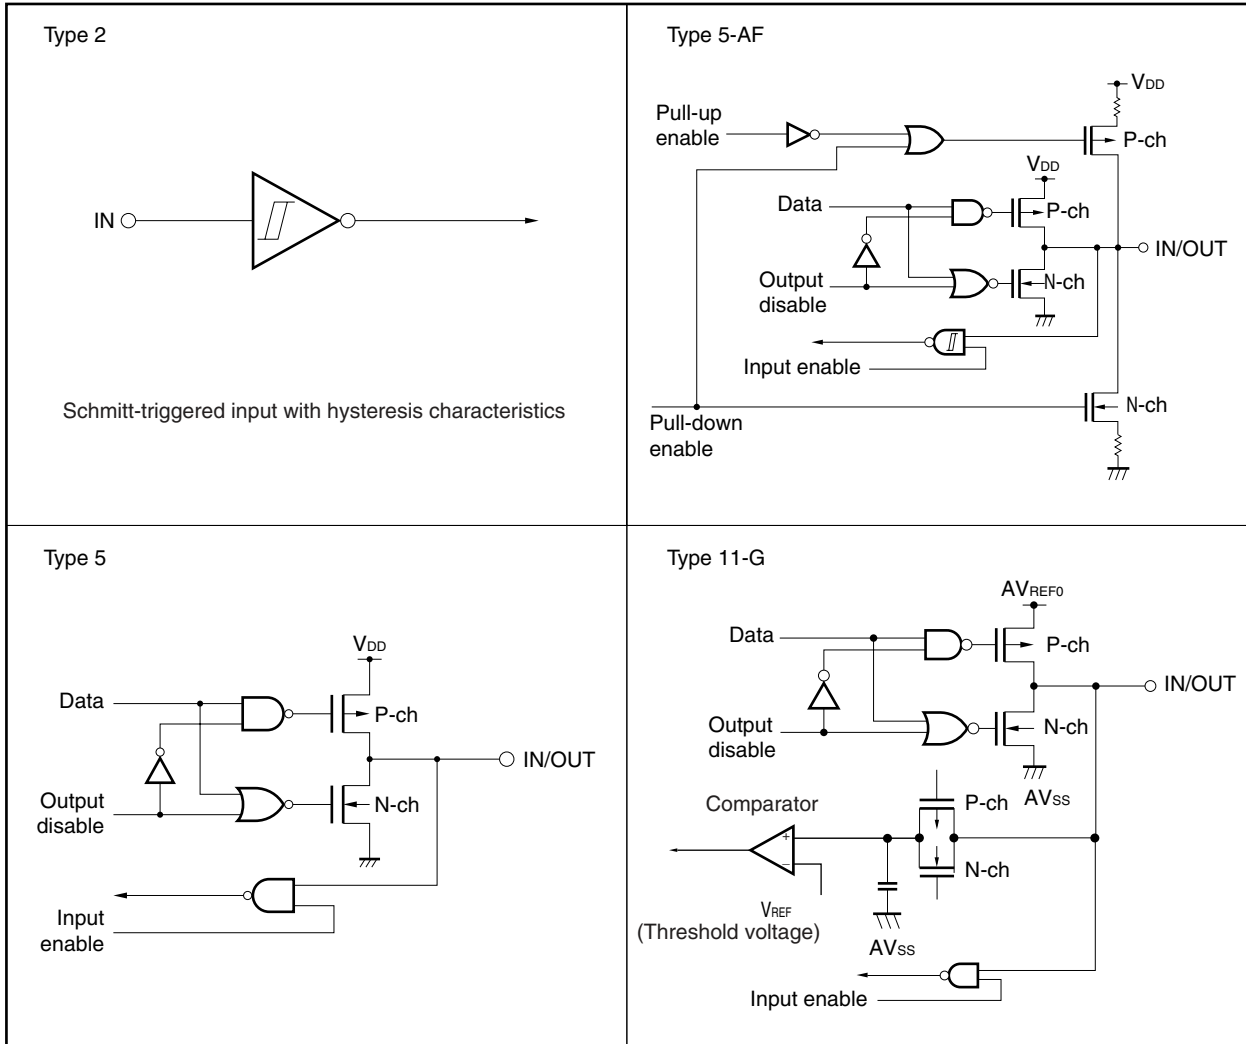 Type 2
IN
Schmitt-triggered input with hysteresis characteristics
Type 5-AF
VDD
Pull-up
enable
P-ch
VDD
Data
P-ch
IN/OUT
Output
disable
N-ch
Input enable
Pull-down
enable
N-ch
Type 5
VDD
Data
P-ch
IN/OUT
Output
disable
N-ch
Input
enable
Type 11-G
AVREF0
Data
P-ch
IN/OUT
Output
disable
N-ch
AVSS
P-ch
Comparator
+
−
N-ch
VREF
(Threshold voltage)
AVSS
Input enable